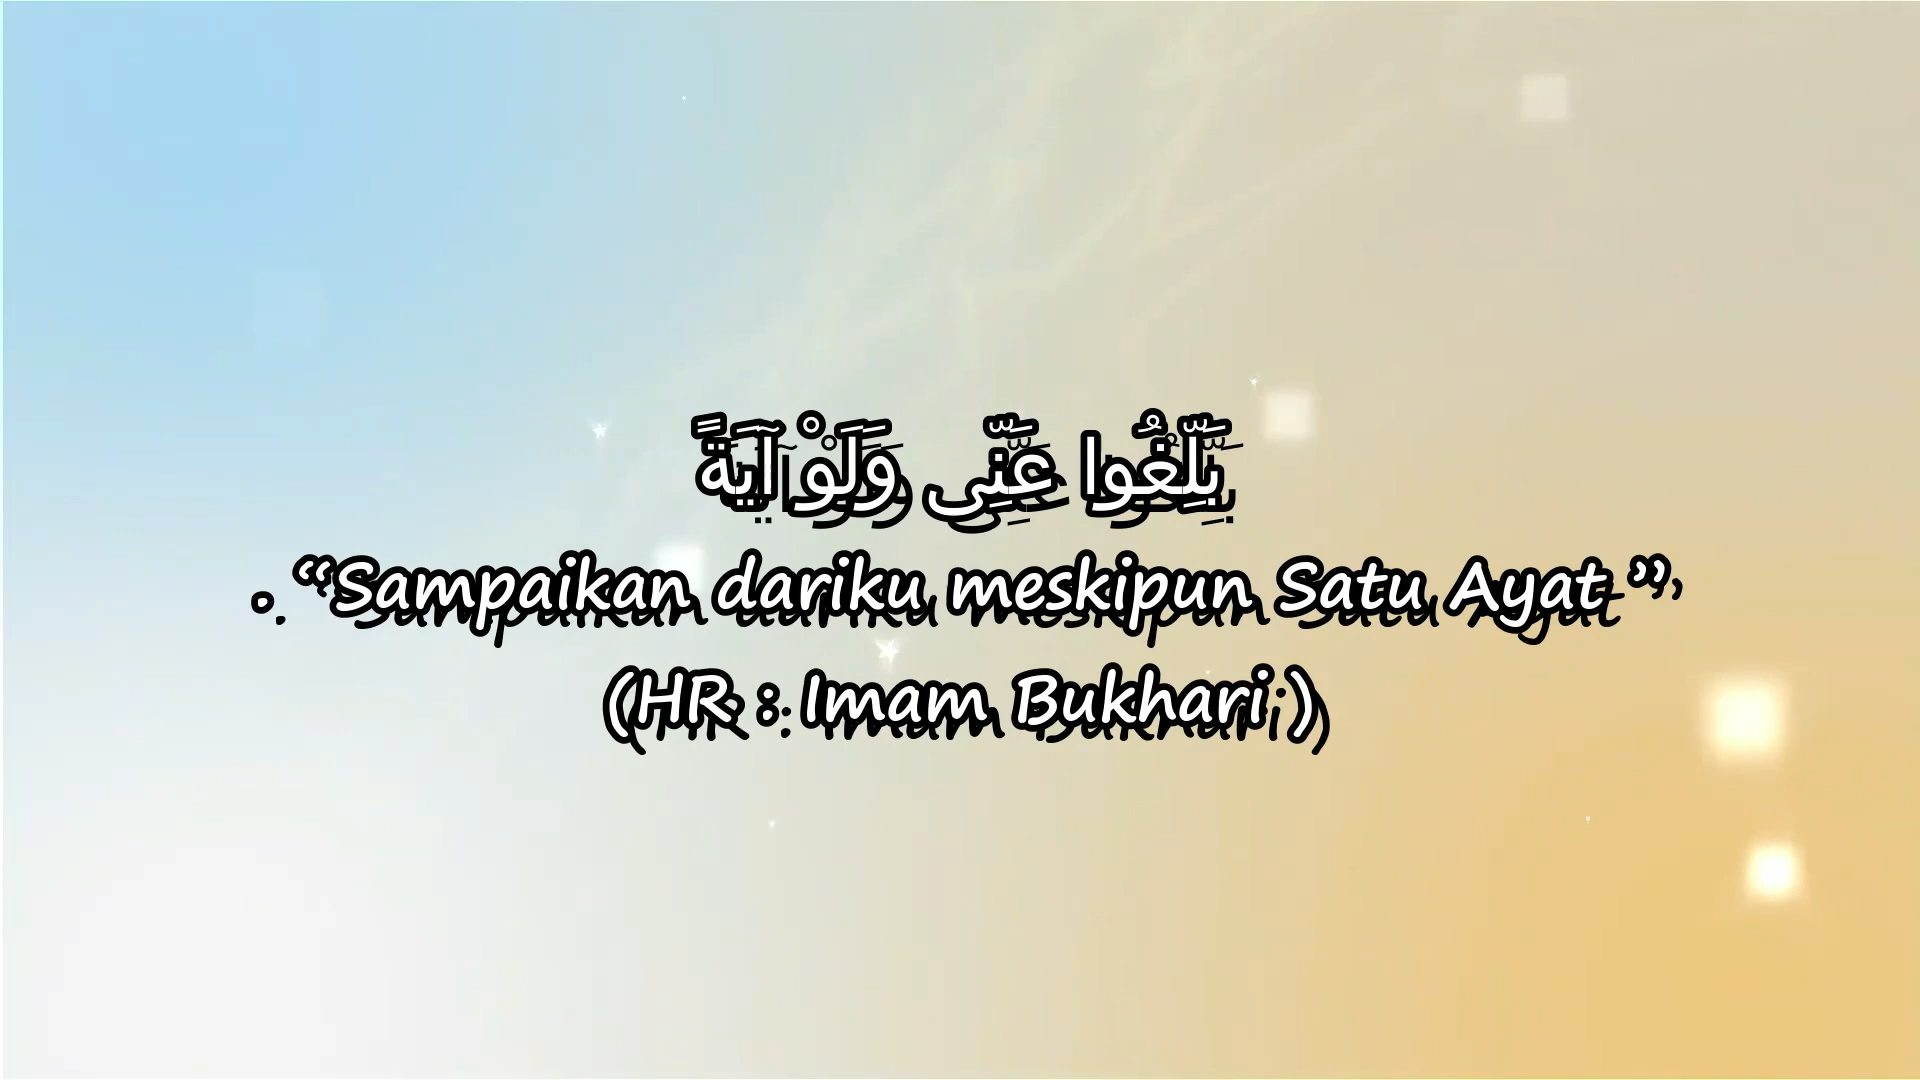 بَلِّغُوا عَنِّى وَلَوْ آيَةً
. “Sampaikan dariku meskipun Satu Ayat ”
(HR : Imam Bukhari )